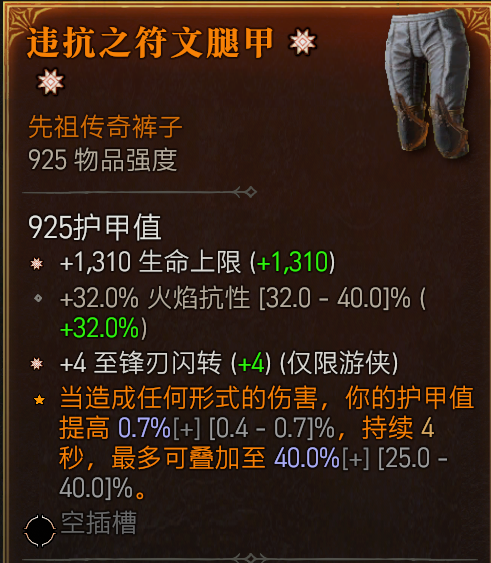 违抗之符文腿甲
先祖传奇裤子
925 物品强度
925护甲值
+1,310 生命上限 (+1,310)
+32.0% 火焰抗性 [32.0 - 40.0]% (
+32.0%)
+4 至锋刃闪转 (+4) (仅限游侠)
当造成任何形式的伤害，你的护甲值
提高 0.7%[+] [0.4 - 0.7]%，持续 4
秒，最多可叠加至 40.0%[+] [25.0 -
40.0]%。
空插槽